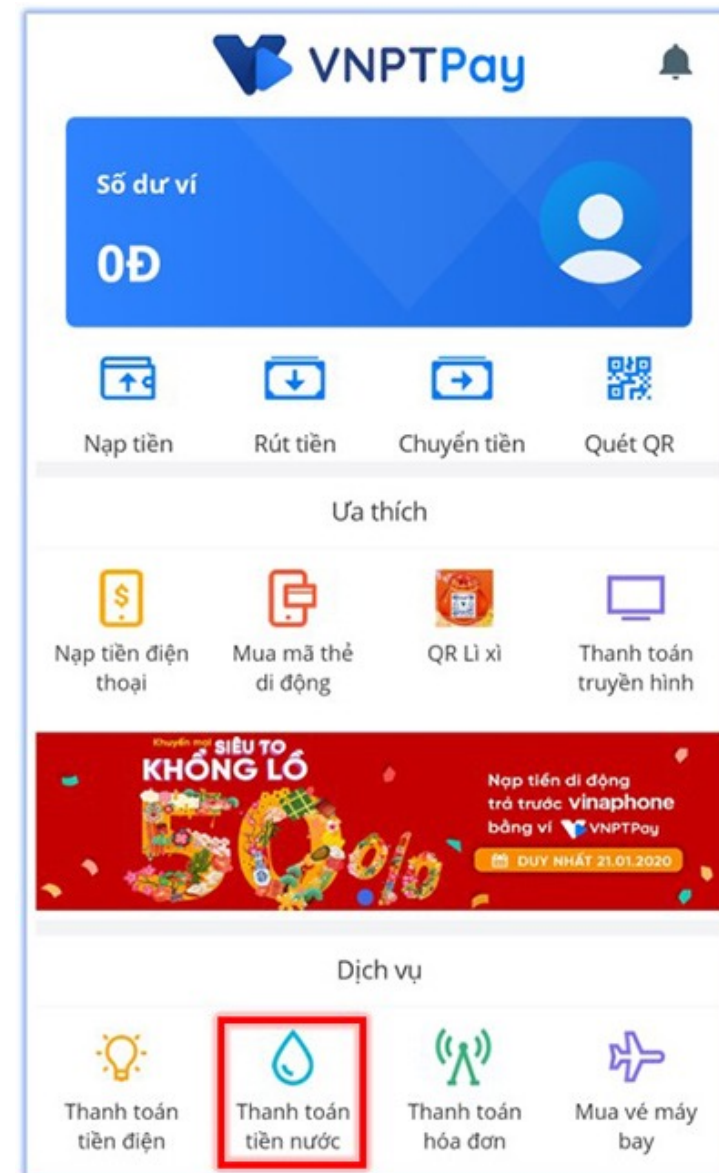 VNPTPay
Số dư ví
0Đ
Nạp tiền
Rút tiền
Chuyển tiền
Quét QR
Ưa thích
Nạp tiền điện
thoại
Mua mã thẻ
di động
QR Lì xì
Thanh toán
truyền hình
Khuyến mại
SIÊU TO
KHỔNG LỒ
50%
Nạp tiền di động
trả trước vinaphone
bằng ví VNPTPay
DUY NHẤT 21.01.2020
Dịch vụ
Thanh toán
tiền điện
Thanh toán
tiền nước
Thanh toán
hóa đơn
Mua vé máy
bay